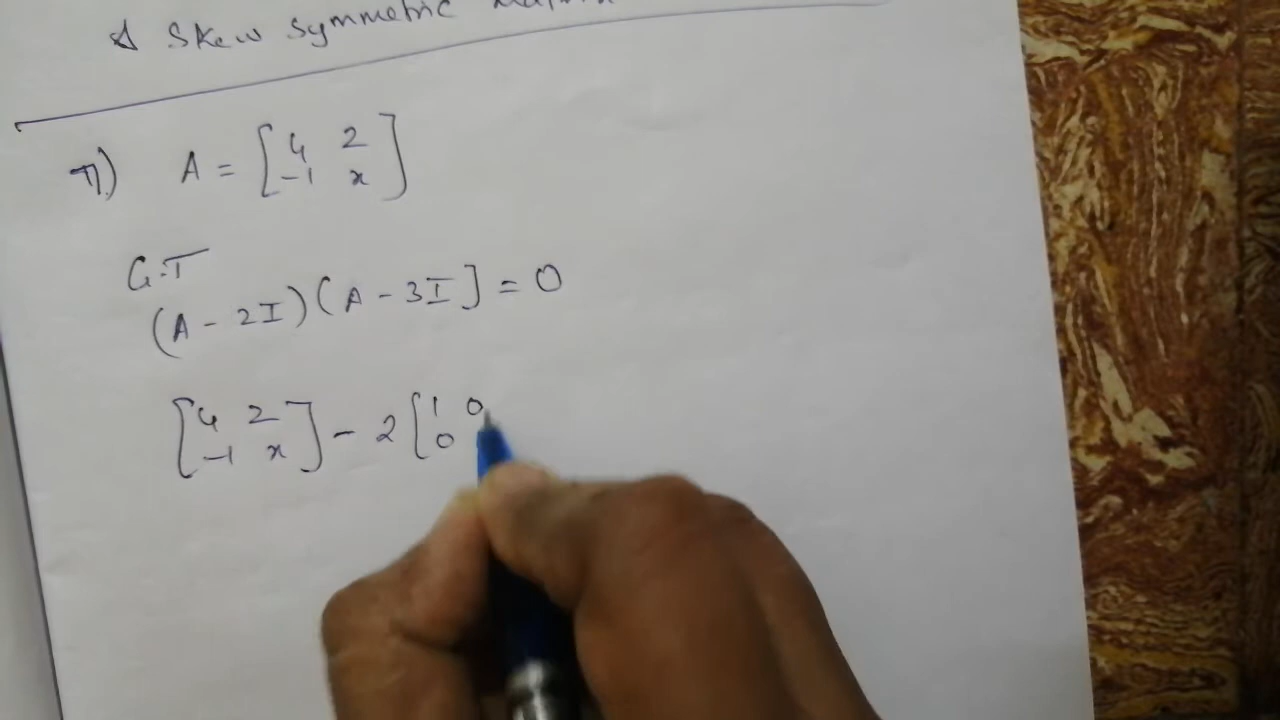 & Skew Symmetric
7) A = [4 2 -1 x]
G.T
(A - 2I)(A - 3I] = 0
[4 2 -1 x] - 2[1 0 0